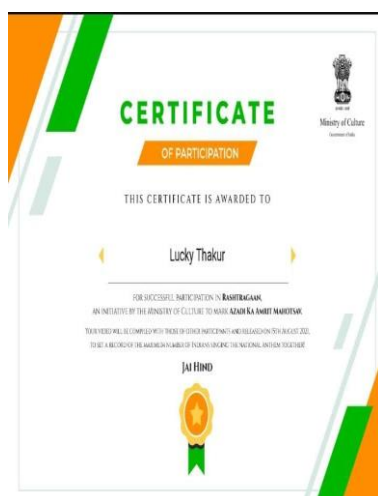 CERTIFICATE
OF PARTICIPATION
Ministry of Culture
Government of India
THIS CERTIFICATE IS AWARDED TO
Lucky Thakur
FOR SUCCESSFUL PARTICIPATION IN RASHTRAGAAN,
AN INITIATIVE BY THE MINISTRY OF CULTURE TO MARK AZADI KA AMRIT MAHOTSAV.
YOUR VIDEO WILL BE COMPILED WITH THOSE OF OTHER PARTICIPANTS AND RELEASED ON 15TH AUGUST 2021,
TO SET A RECORD OF THE MAXIMUM NUMBER OF INDIANS SINGING THE NATIONAL ANTHEM TOGETHER!
JAI HIND